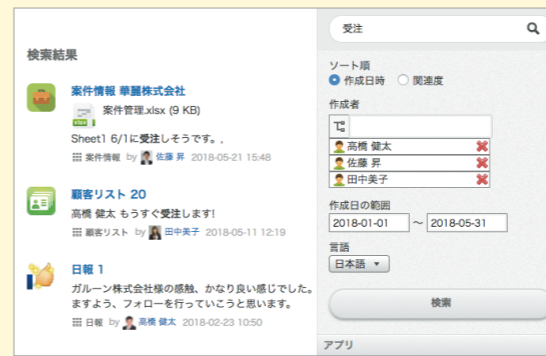 検索結果
案件情報 華麗株式会社
案件管理.xlsx (9 KB)
Sheet1 6/1に受注しそうです。,
案件情報 by 佐藤 昇 2018-05-21 15:48
顧客リスト 20
高橋 健太 もうすぐ受注します!
顧客リスト by 田中美子 2018-05-11 12:19
日報 1
ガルーン株式会社様の感触、かなり良い感じでした。
ますよう、フォローを行っていこうと思います。
日報 by 高橋 健太 2018-02-23 10:50
受注
ソート順
作成日時 関連度
作成者
高橋 健太
佐藤 昇
田中美子
作成日の範囲
2018-01-01 ~ 2018-05-31
言語
日本語
検索
アプリ